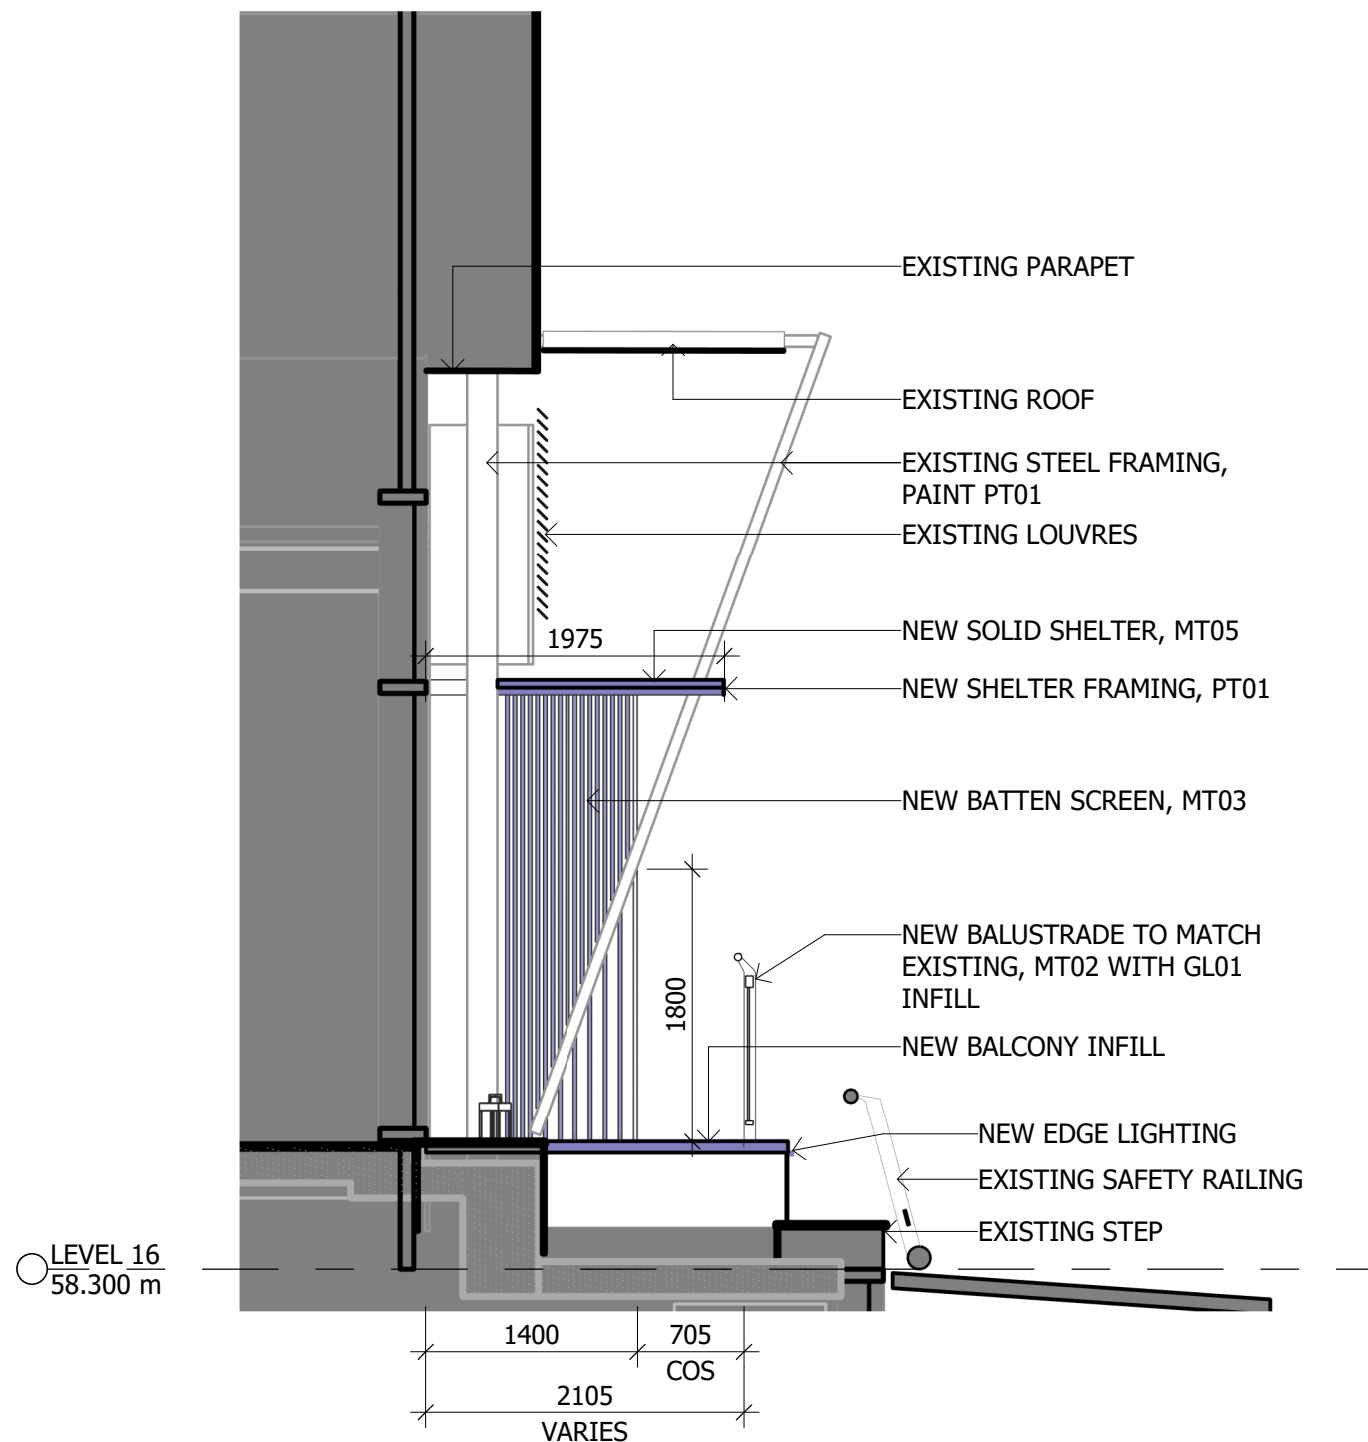 EXISTING PARAPET
EXISTING ROOF
EXISTING STEEL FRAMING,
PAINT PT01
EXISTING LOUVRES
1975
NEW SOLID SHELTER, MT05
NEW SHELTER FRAMING, PT01
NEW BATTEN SCREEN, MT03
1800
NEW BALUSTRADE TO MATCH
EXISTING, MT02 WITH GL01
INFILL
NEW BALCONY INFILL
NEW EDGE LIGHTING
EXISTING SAFETY RAILING
EXISTING STEP
LEVEL 16
58.300 m
1400
705
COS
2105
VARIES